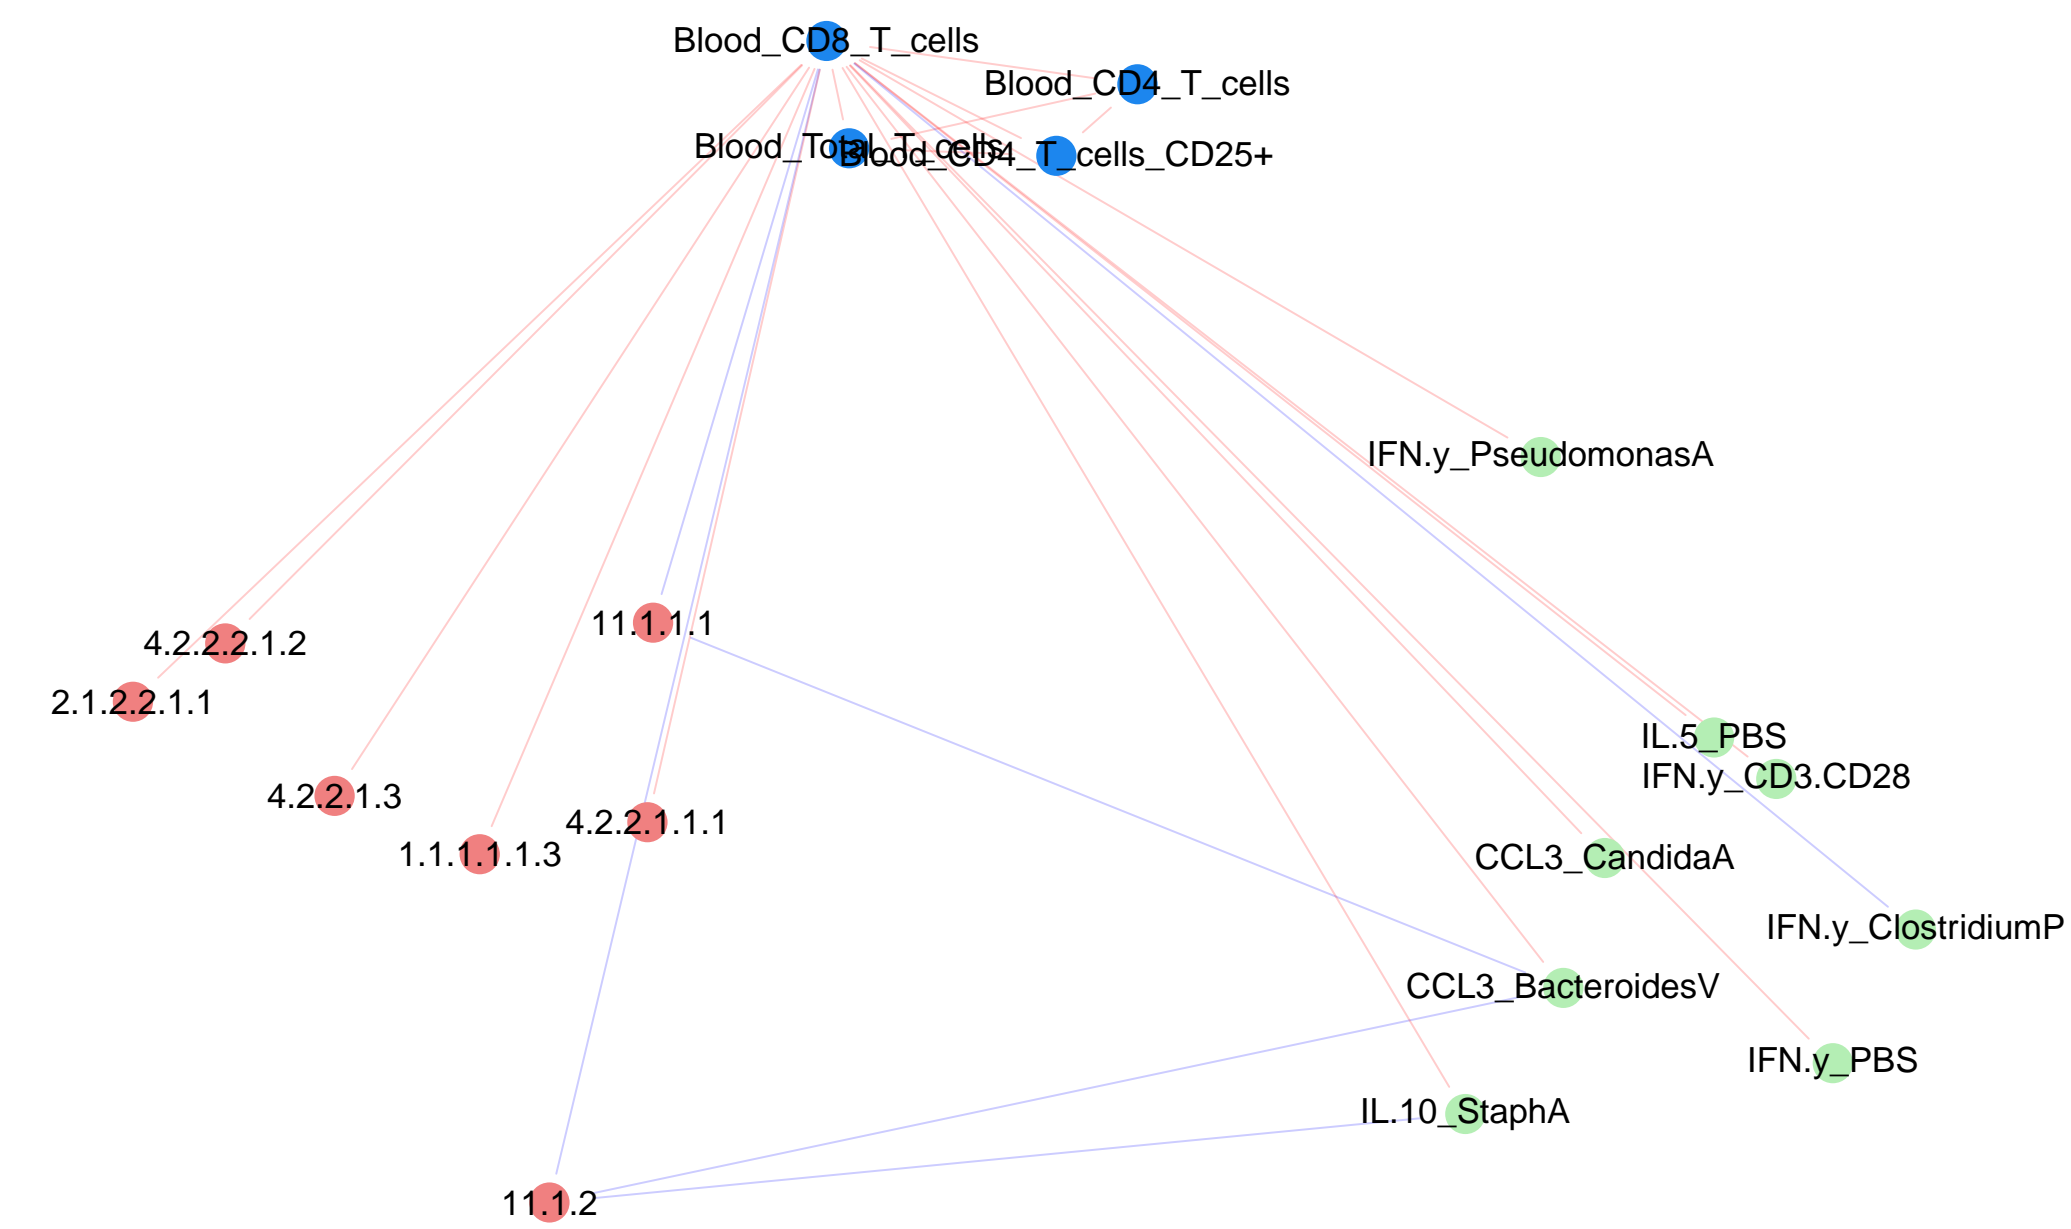 Blood_CD8_T_cells
Blood_CD4_T_cells
Blood_Total_T_cells
Blood_CD4_T_cells_CD25+
IFN.y_PseudomonasA
11.1.1.1
4.2.2.2.1.2
2.1.2.2.1.1
IL.5_PBS
IFN.y_CD3.CD28
4.2.2.1.3
4.2.2.1.1.1
1.1.1.1.1.3
CCL3_CandidaA
IFN.y_ClostridiumP
CCL3_BacteroidesV
IFN.y_PBS
IL.10_StaphA
11.1.2